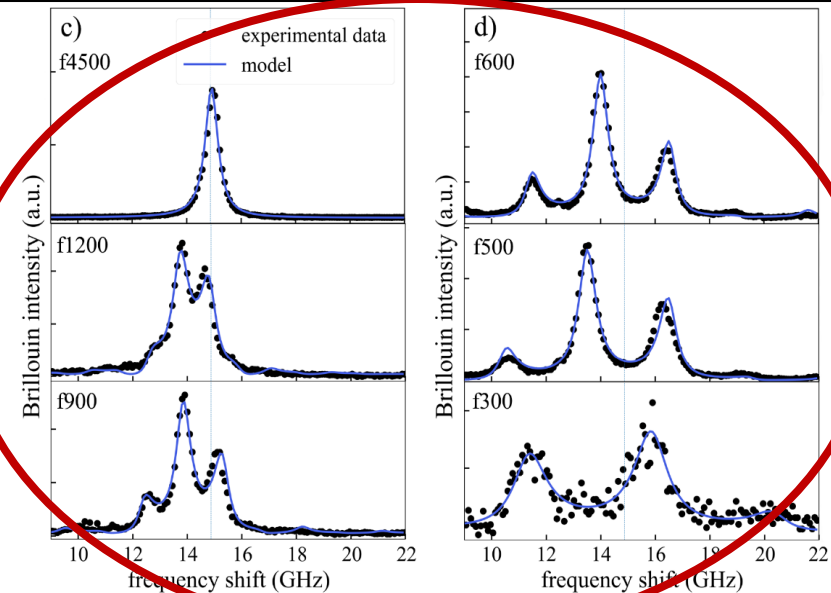 c)
f4500
experimental data
model
f1200
f900
Brillouin intensity (a.u.)
10 12 14 16 18 20 22
frequency shift (GHz)
d)
f600
f500
f300
Brillouin intensity (a.u.)
10 12 14 16 18 20 22
frequency shift (GHz)